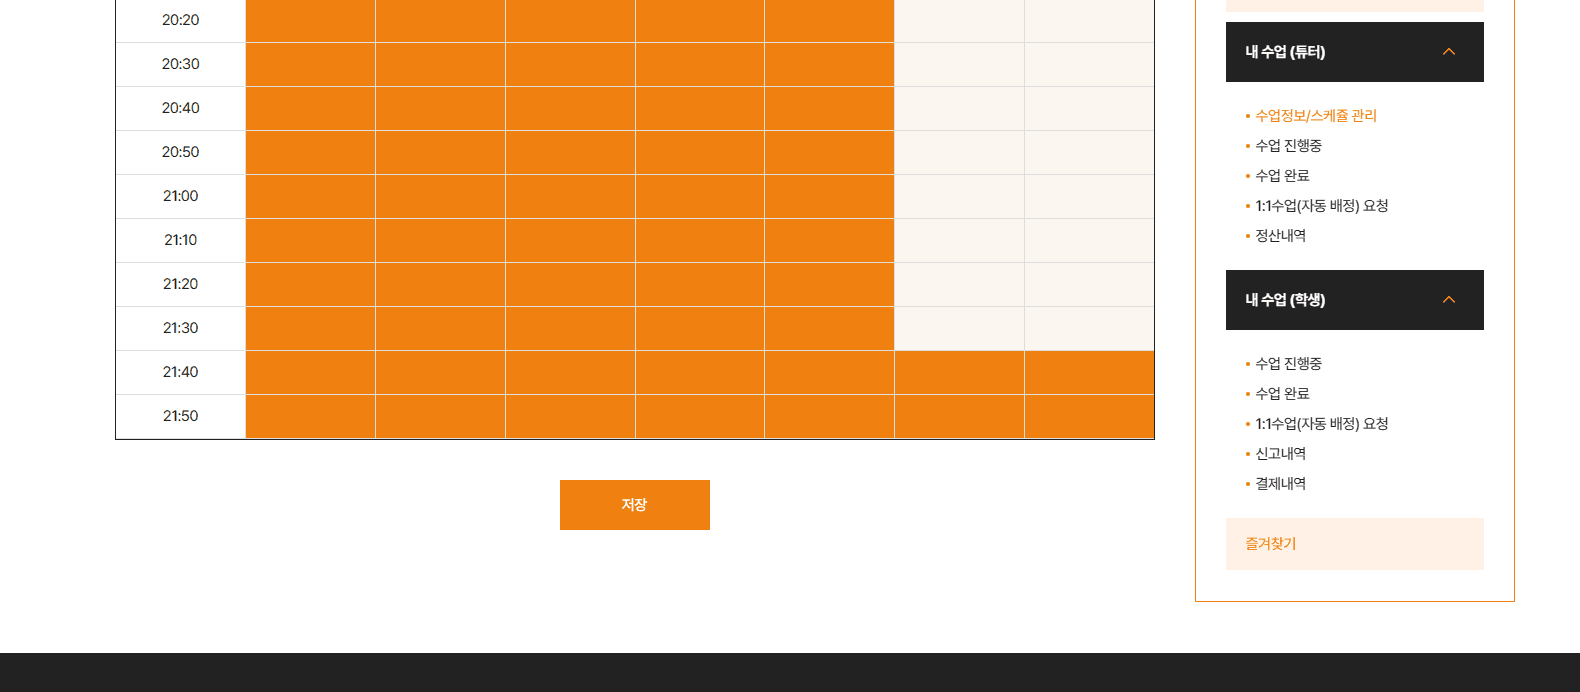 20:20
20:30
20:40
20:50
21:00
21:10
21:20
21:30
21:40
21:50
저장
내 수업 (튜터)
수업정보/스케쥴 관리
수업 진행중
수업 완료
1:1수업(자동 배정) 요청
정산내역
내 수업 (학생)
수업 진행중
수업 완료
1:1수업(자동 배정) 요청
신고내역
결제내역
즐겨찾기